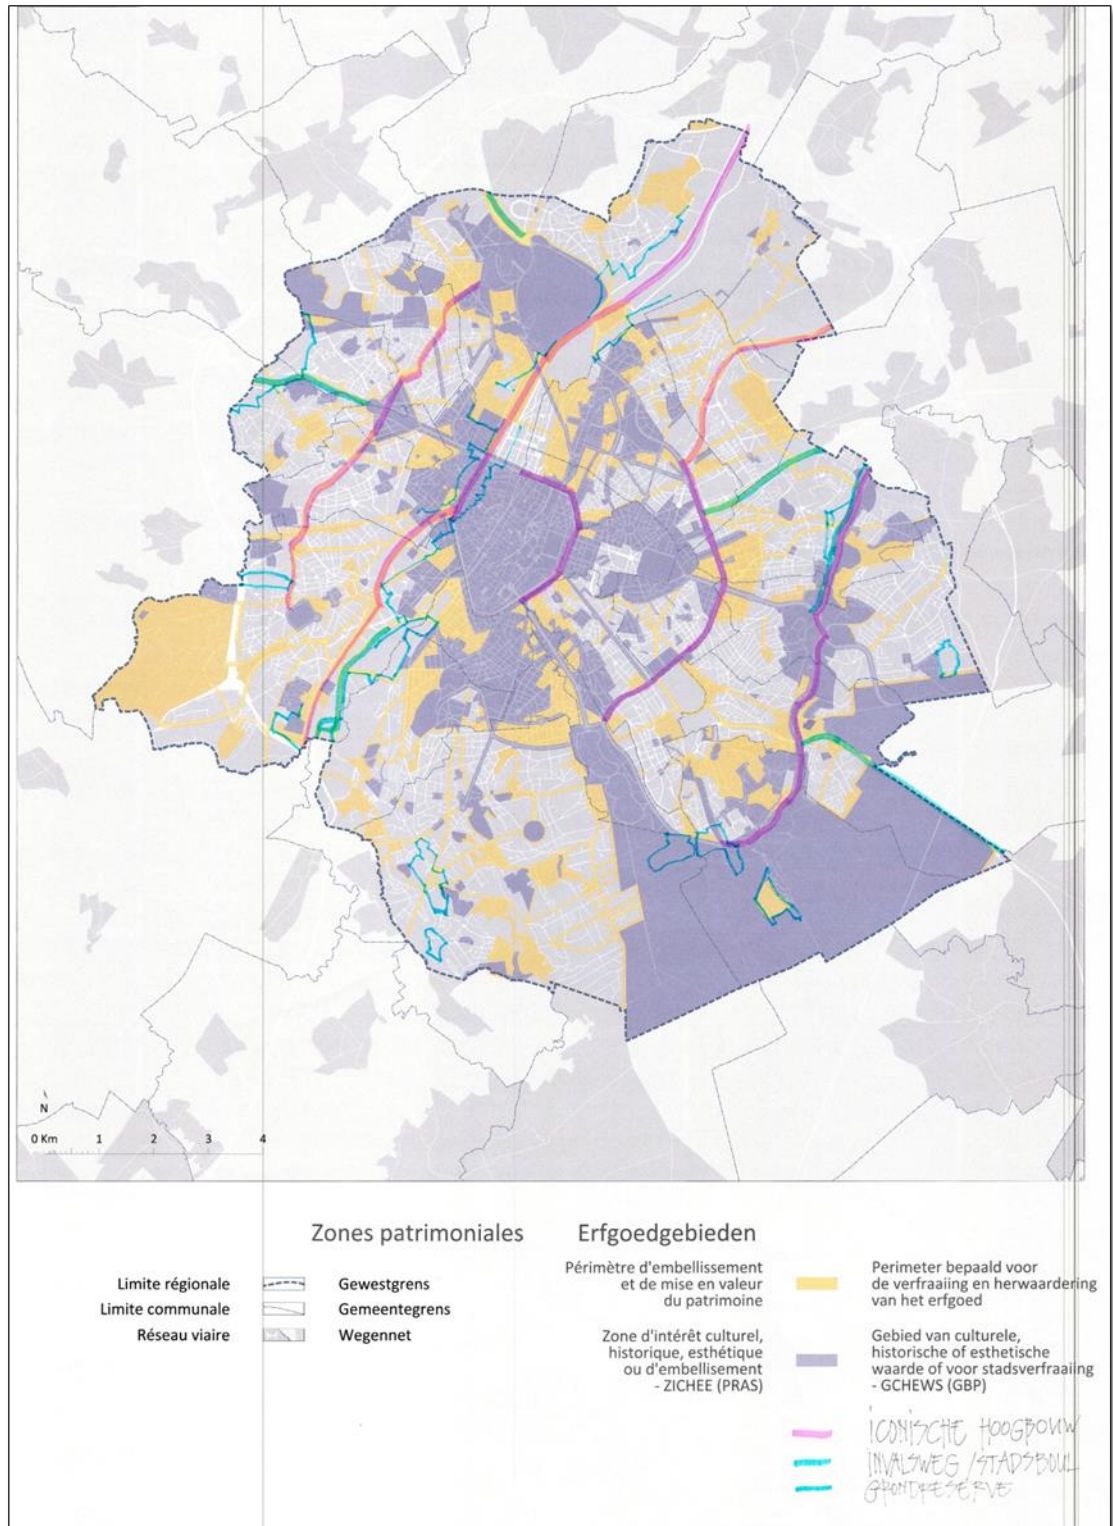 N
0 Km 1 2 3 4
Zones patrimoniales
Erfgoedgebieden
Limite régionale
Gewestgrens
Limite communale
Gemeentegrens
Réseau viaire
Wegennet
Périmètre d'embellissement
et de mise en valeur
du patrimoine
Perimeter bepaald voor
de verfraaiing en herwaardering
van het erfgoed
Zone d'intérêt culturel,
historique, esthétique
ou d'embellisement
- ZICHEE (PRAS)
Gebied van culturele,
historische of esthetische
waarde of voor stadsverfraaiing
- GCHEWS (GBP)
ICONISCHE HOOGBOUW
INVALSWEG / STADSBOUL
GRONDRESERVE